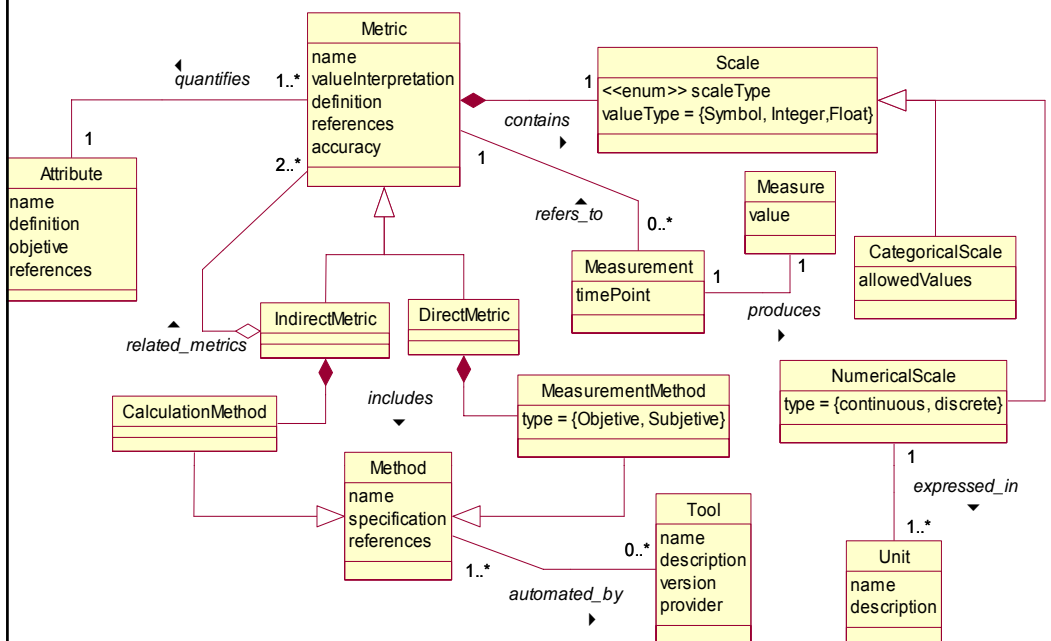 Metric
name
valueInterpretation
definition
references
accuracy
quantifies
1..*
1
2..*
Attribute
name
definition
objetive
references
Scale
<<enum>> scaleType
valueType = {Symbol, Integer,Float}
1
contains
1
refers_to
0..*
Measure
value
1
Measurement
timePoint
1
produces
CategoricalScale
allowedValues
IndirectMetric
DirectMetric
related_metrics
includes
CalculationMethod
MeasurementMethod
type = {Objetive, Subjetive}
NumericalScale
type = {continuous, discrete}
1
expressed_in
1..*
Method
name
specification
references
1..*
automated_by
0..*
Tool
name
description
version
provider
Unit
name
description